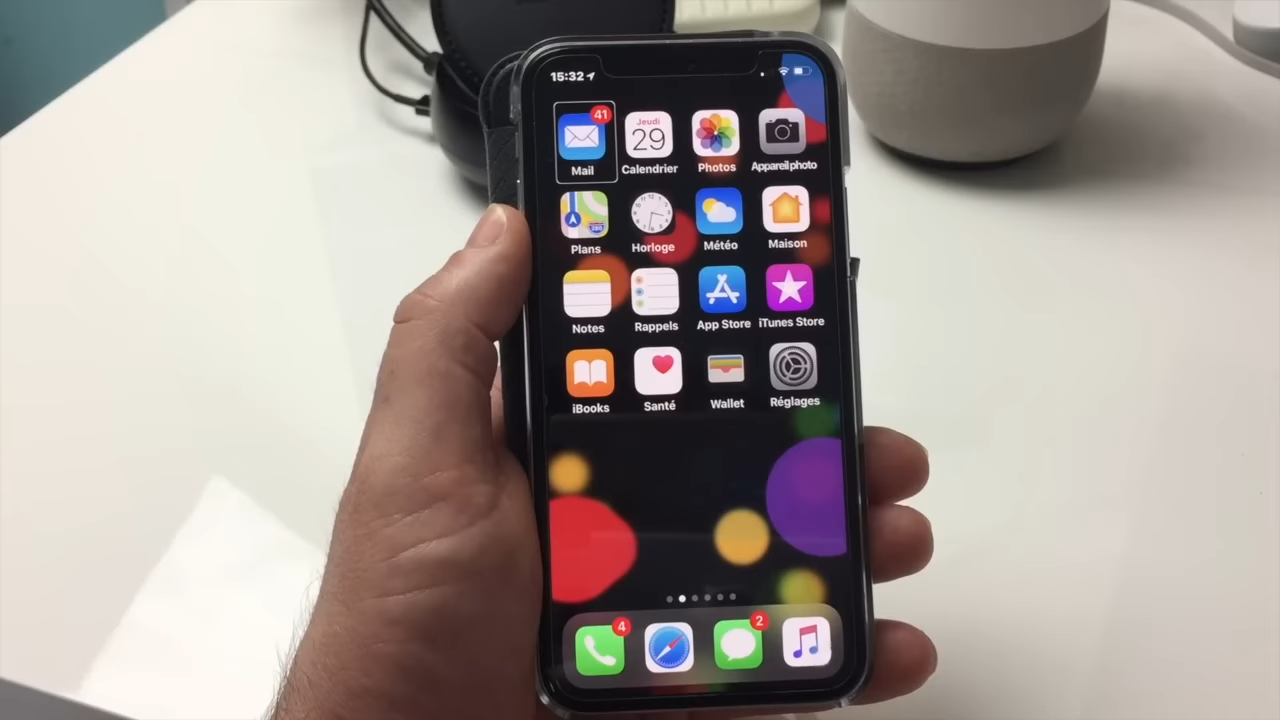 15:32
41
Jeudi
29
Mail
Calendrier
Photos
Appareil photo
280
Plans
Horloge
Météo
Maison
Notes
Rappels
App Store
iTunes Store
iBooks
Santé
Wallet
Réglages
4
2